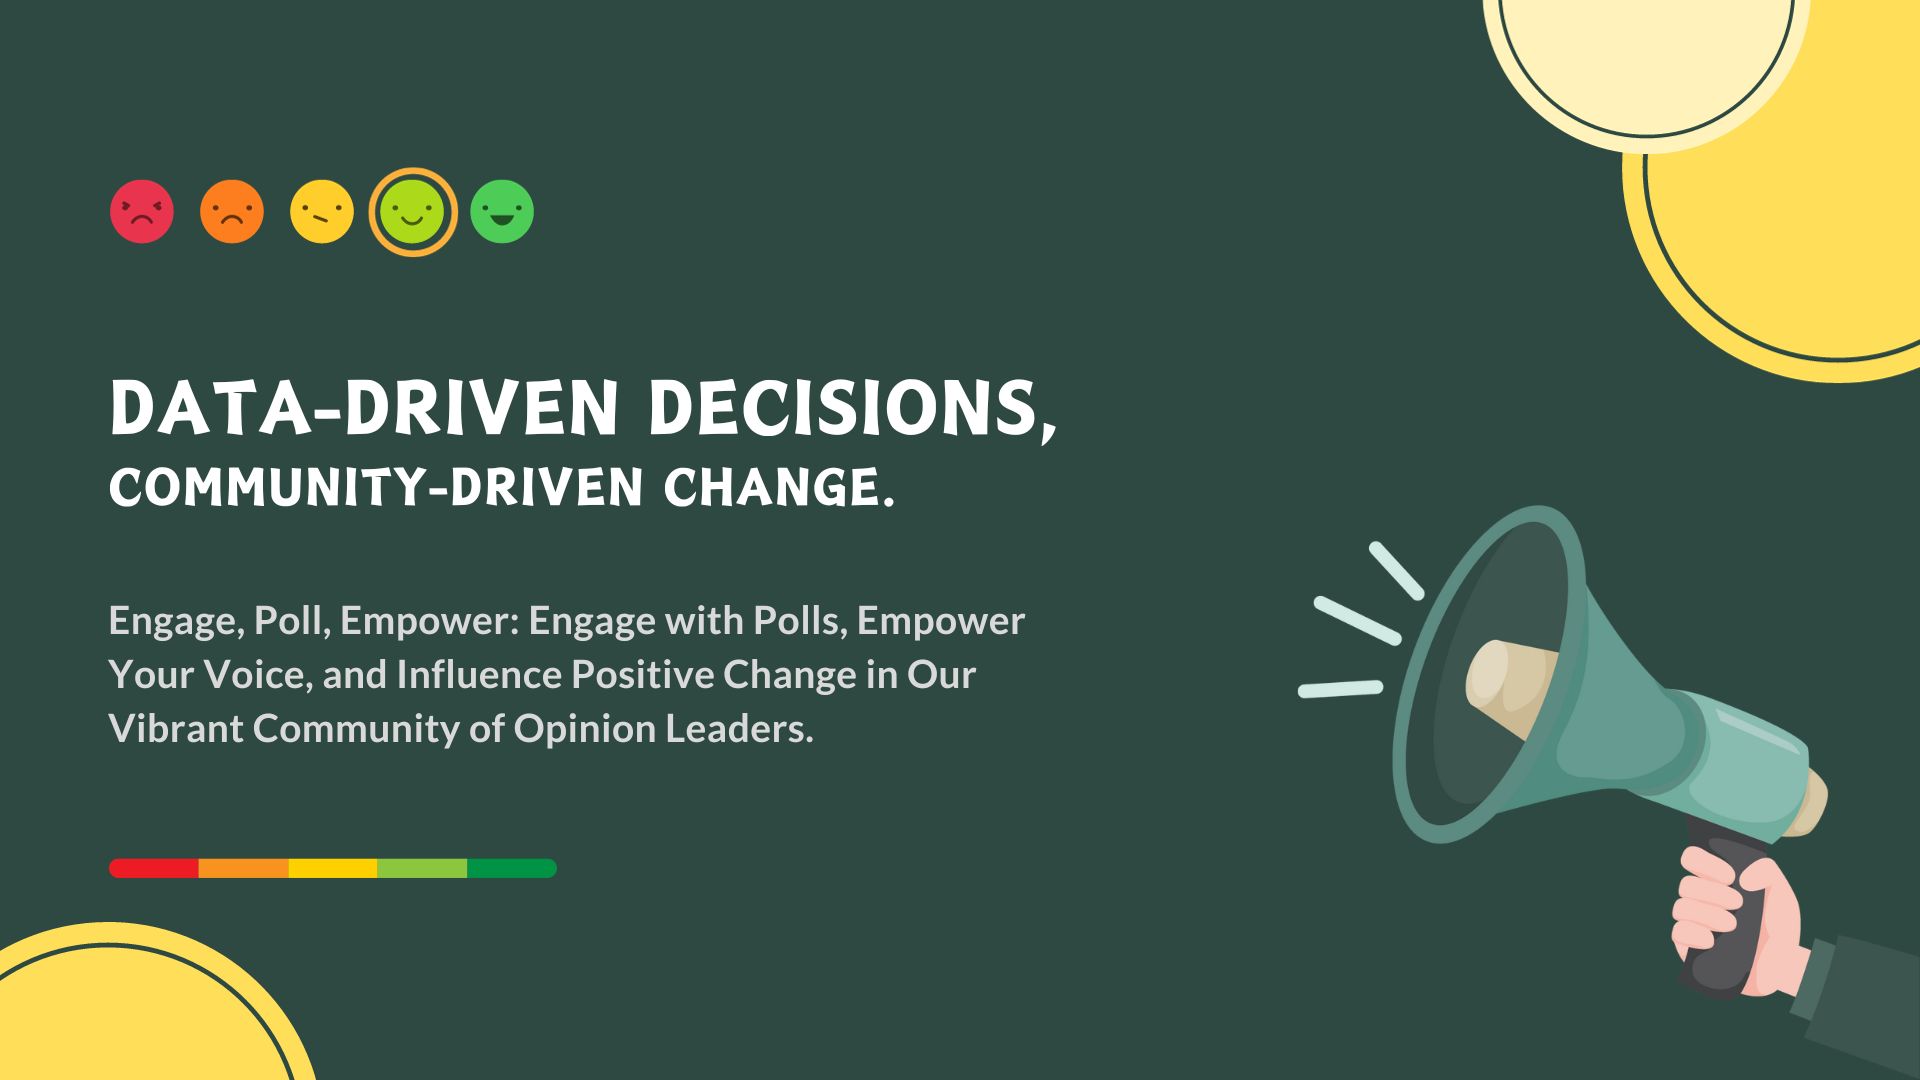 DATA-DRIVEN DECISIONS,
COMMUNITY-DRIVEN CHANGE.
Engage, Poll, Empower: Engage with Polls, Empower
Your Voice, and Influence Positive Change in Our
Vibrant Community of Opinion Leaders.